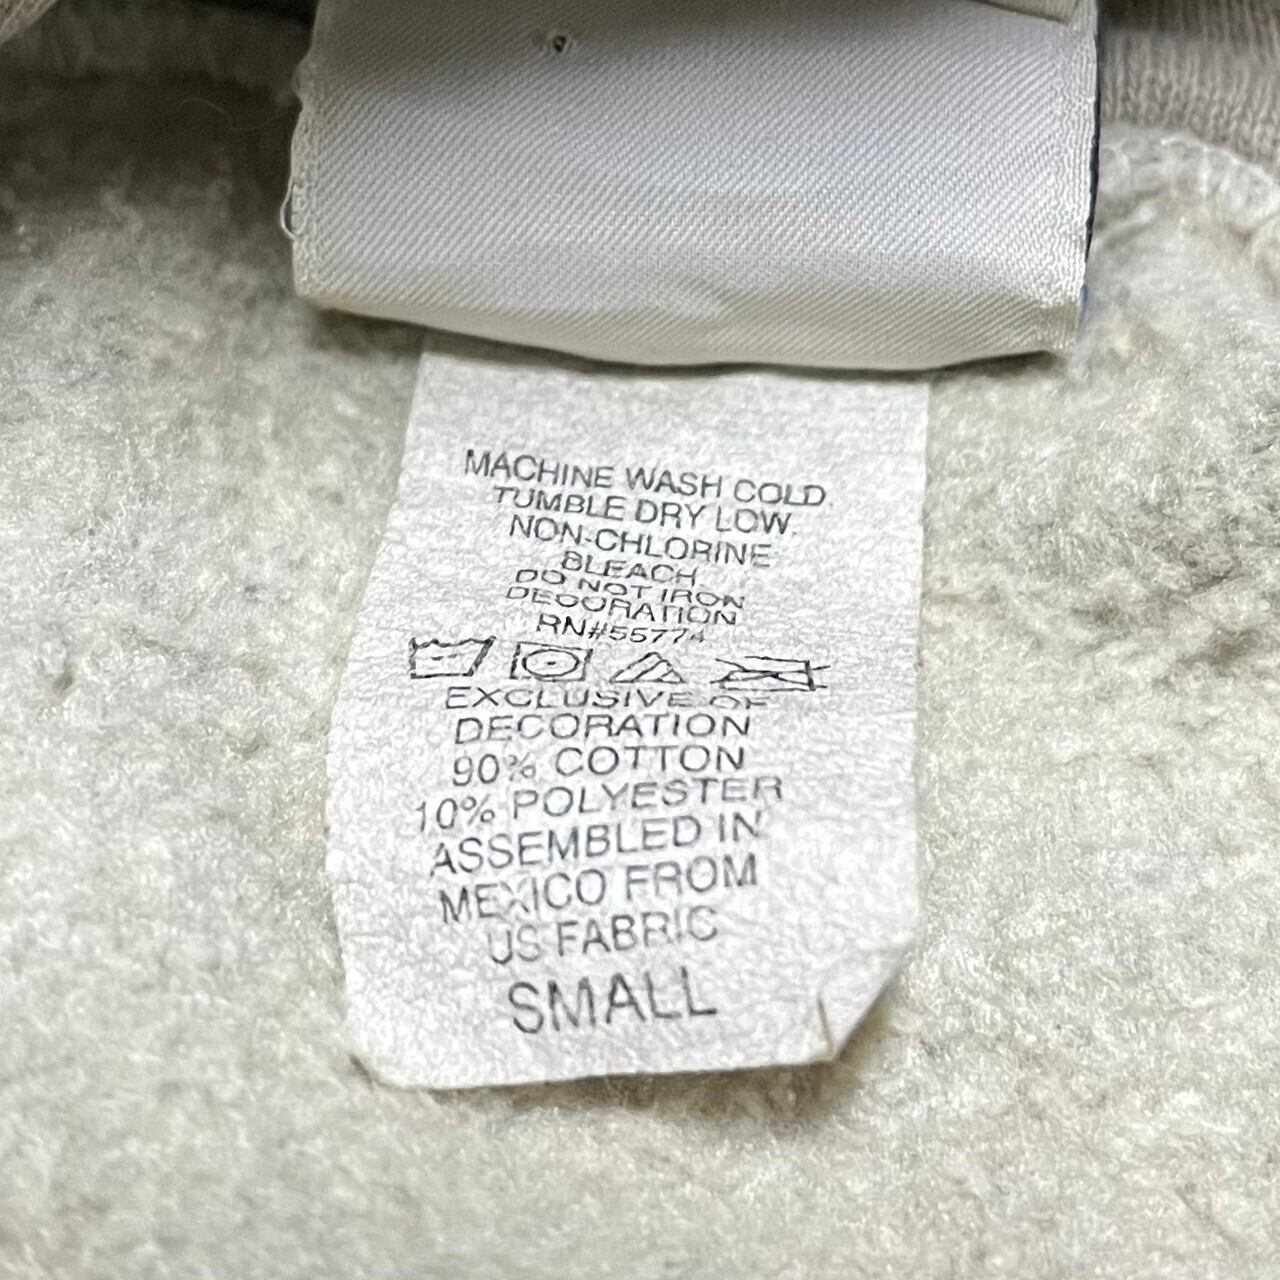 MACHINE WASH COLD.
TUMBLE DRY LOW.
NON-CHLORINE
BLEACH.
DO NOT IRON
DECORATION
RN#55774
EXCLUSIVE OF
DECORATION
90% COTTON
10% POLYESTER
ASSEMBLED IN
MEXICO FROM
US FABRIC
SMALL